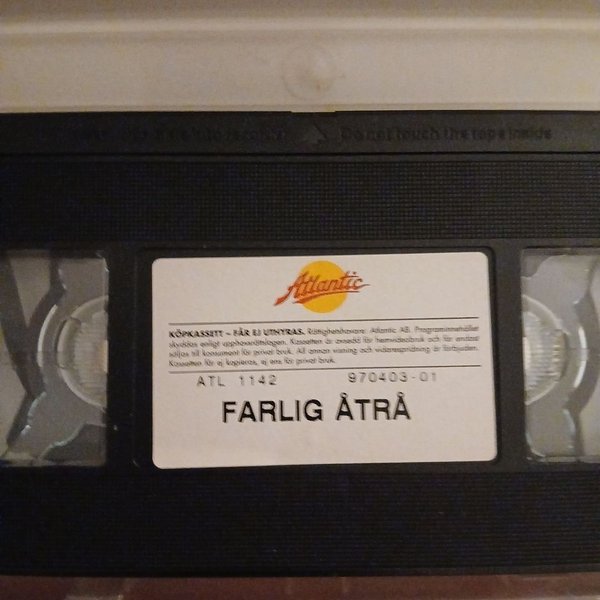 Do not touch the tape inside
Atlantic
KÖPKASSETT – FÅR EJ UTHYRAS. Rättighetshavare: Atlantic AB. Programinnehållet
skyddas enligt upphovsrättslagen. Kassetten är avsedd för hemvideobruk och får endast
säljas till konsument för privat bruk. All annan visning och vidarespridning är förbjuden.
Kassetten får ej kopieras, ej ens för privat bruk.
ATL 1142 970403-01
FARLIG ÅTRÅ